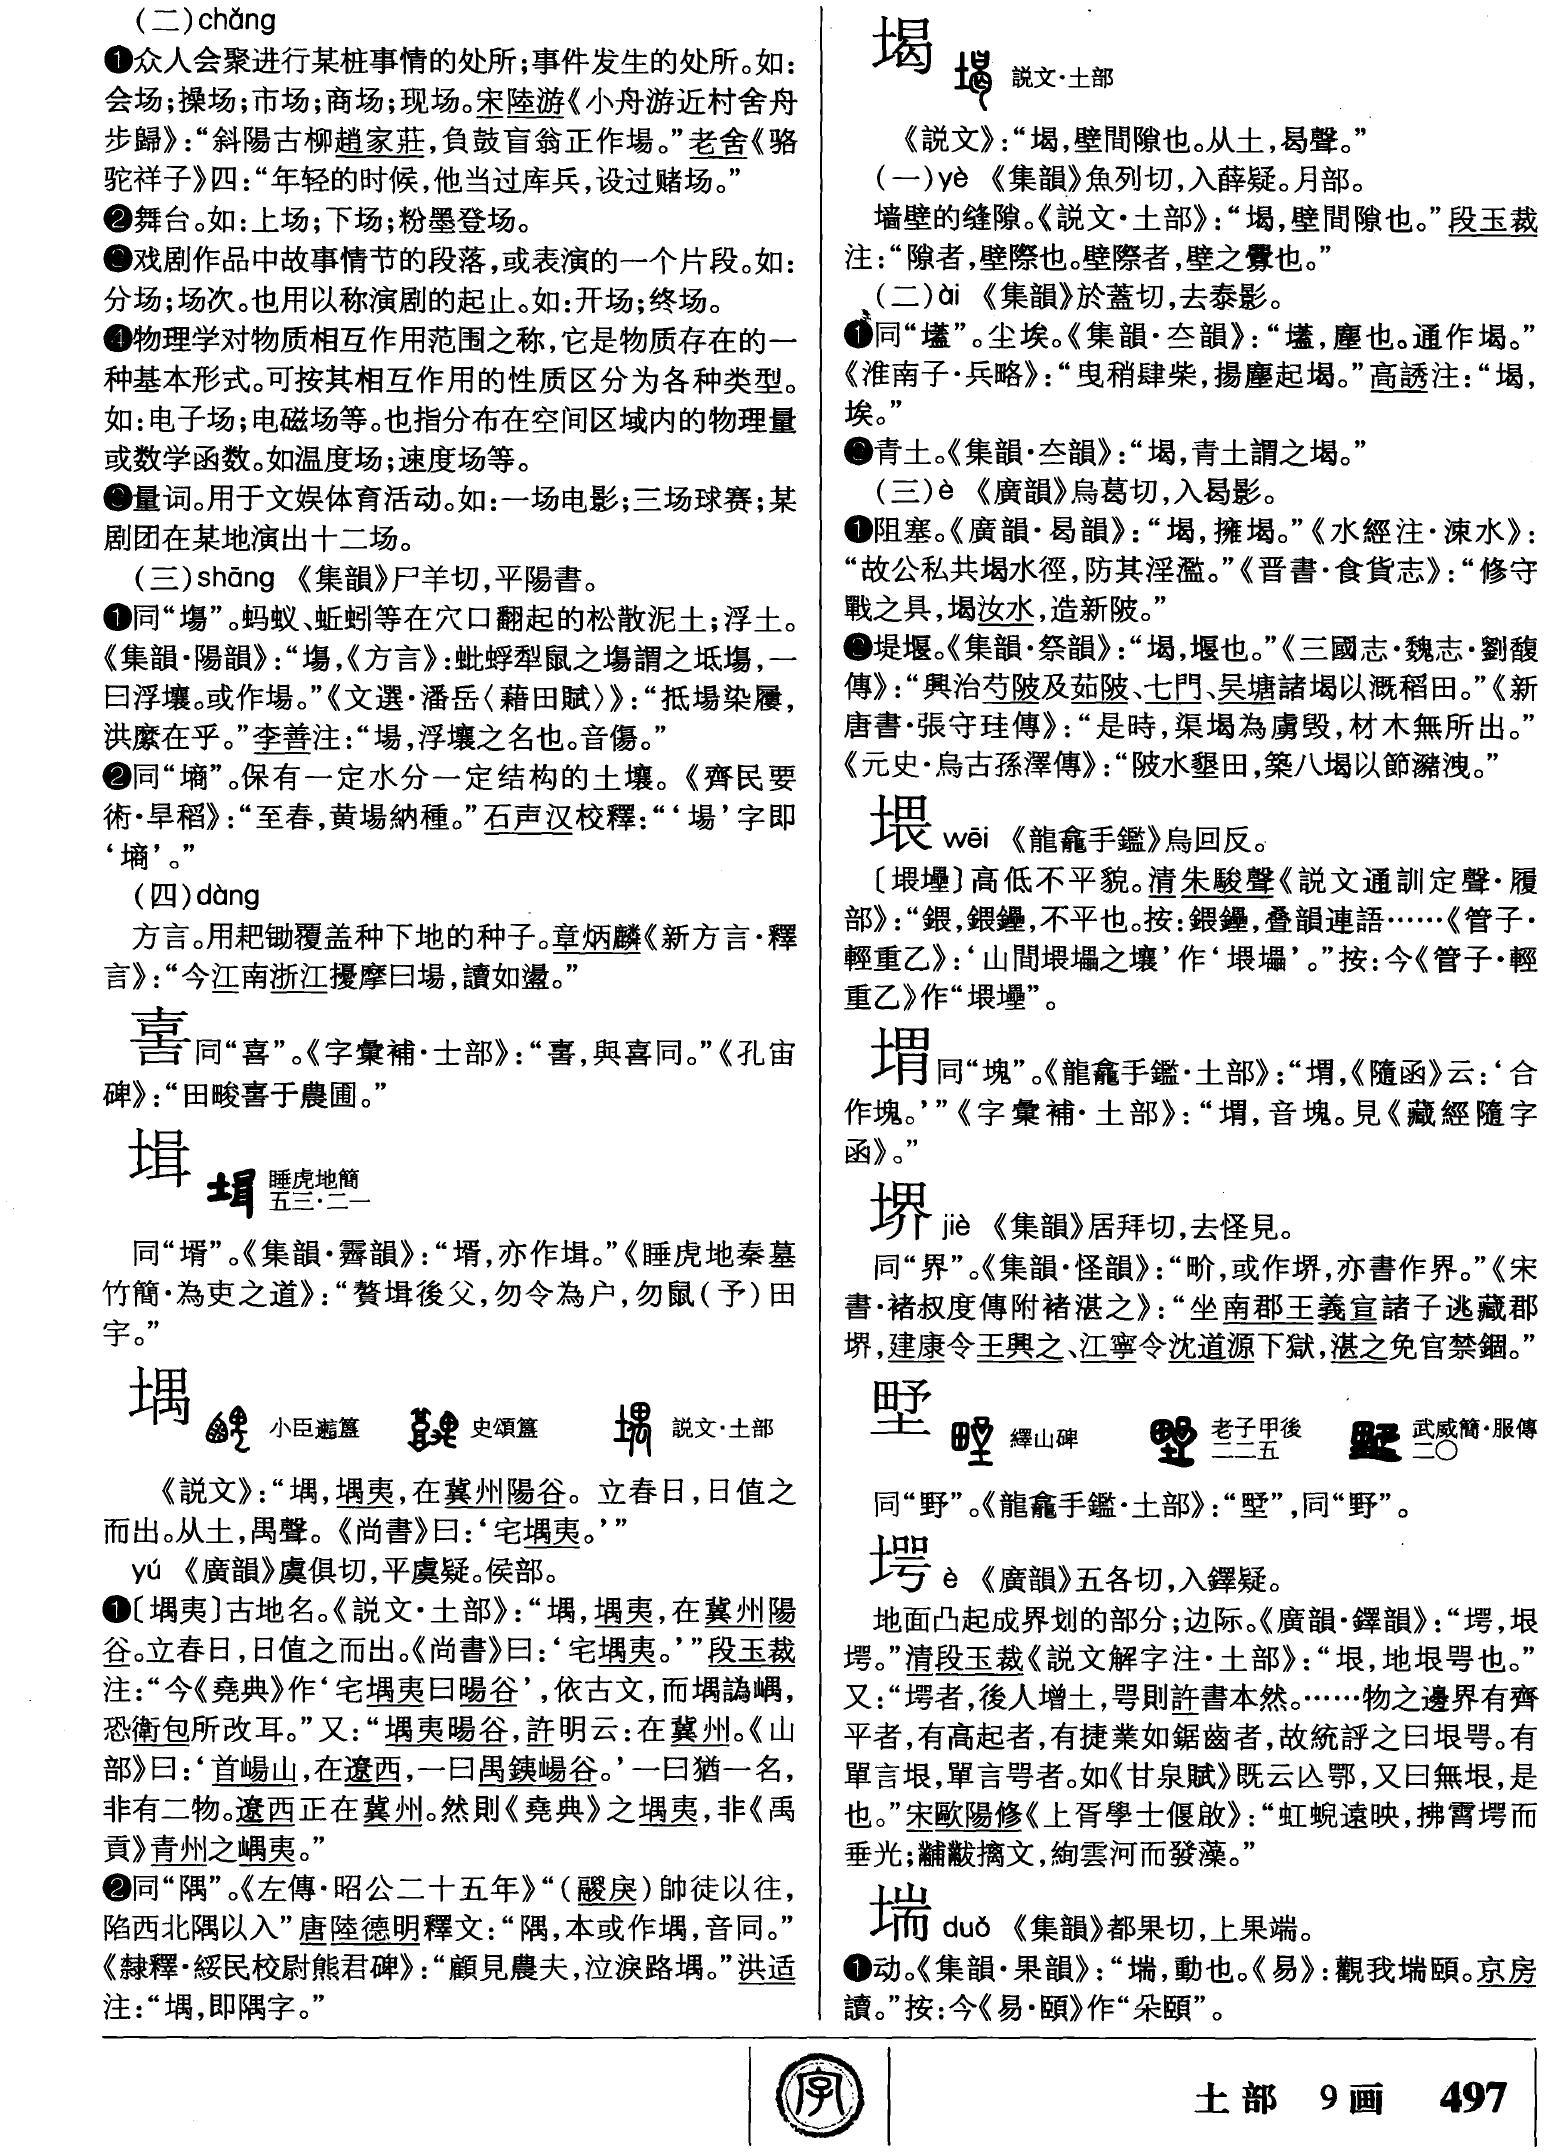 (二)chǎng
❶众人会聚进行某桩事情的处所;事件发生的处所。如:
会场;操场;市场;商场;现场。宋陸游《小舟游近村舍舟
步歸》:“斜陽古柳趙家莊,負鼓盲翁正作場。”老舍《骆
驼祥子》四:“年轻的时候,他当过库兵,设过赌场。”
❷舞台。如:上场;下场;粉墨登场。
❸戏剧作品中故事情节的段落,或表演的一个片段。如:
分场;场次。也用以称演剧的起止。如:开场;终场。
❹物理学对物质相互作用范围之称,它是物质存在的一
种基本形式。可按其相互作用的性质区分为各种类型。
如:电子场;电磁场等。也指分布在空间区域内的物理量
或数学函数。如温度场;速度场等。
❺量词。用于文娱体育活动。如:一场电影;三场球赛;某
剧团在某地演出十二场。
(三)shāng 《集韻》尸羊切,平陽書。
❶同“塲”。蚂蚁、蚯蚓等在穴口翻起的松散泥土;浮土。
《集韻·陽韻》:“塲,《方言》:蚍蜉犁鼠之塲謂之坻塲,一
曰浮壤。或作場。”《文選·潘岳〈藉田賦〉》:“抵場染屨,
洪縻在乎。”李善注:“場,浮壤之名也。音傷。”
❷同“墒”。保有一定水分一定结构的土壤。《齊民要
術·旱稻》:“至春,黄場納種。”石声汉校釋:“‘場’字即
‘墒’。”
(四)dàng
方言。用耙锄覆盖种下地的种子。章炳麟《新方言·釋
言》:“今江南浙江擾摩曰場,讀如盪。”
㐂同“喜”。《字彙補·士部》:“,與喜同。”《孔宙
碑》:“田畯于農圃。”
堛 睡虎地簡
五三·二一
同“壻”。《集韻·霽韻》:“壻,亦作㙷。”《睡虎地秦墓
竹簡·為吏之道》:“贅㙷後父,勿令為户,勿鼠(予)田
宇。”
堣 小臣簋 史頌簋 説文·土部
《説文》:“堣,堣夷,在冀州陽谷。立春日,日值之
而出。从土,禺聲。《尚書》曰:‘宅堣夷。’”
yú 《廣韻》虞俱切,平虞疑。侯部。
❶〔堣夷〕古地名。《説文·土部》:“堣,堣夷,在冀州陽
谷。立春日,日值之而出。《尚書》曰:‘宅堣夷。’”段玉裁
注:“今《堯典》作‘宅堣夷曰暘谷’,依古文,而堣譌嵎,
恐衛包所改耳。”又:“堣夷暘谷,許明云:在冀州。《山
部》曰:‘首崵山,在遼西,一曰禺銕崵谷。’一曰猶一名,
非有二物。遼西正在冀州。然則《堯典》之堣夷,非《禹
貢》青州之嵎夷。”
❷同“隅”。《左傳·昭公二十五年》“(鬷戾)帥徒以往,
陷西北隅以入”唐陸德明釋文:“隅,本或作堣,音同。”
《隸釋·綏民校尉熊君碑》:“顧見農夫,泣淚路堣。”洪适
注:“堣,即隅字。”
堨 説文·土部
《説文》:“堨,壁間隙也。从土,曷聲。”
(一)yè 《集韻》魚列切,入薛疑。月部。
墙壁的缝隙。《説文·土部》:“堨,壁間隙也。”段玉裁
注:“隙者,壁際也。壁際者,壁之釁也。”
(二)ài 《集韻》於蓋切,去泰影。
❶同“壒”。尘埃。《集韻·夳韻》:“壒,塵也。通作堨。”
《淮南子·兵略》:“曳稍肆柴,揚塵起堨。”高誘注:“堨,
埃。”
❷青土。《集韻·夳韻》:“堨,青土謂之堨。”
(三)è 《廣韻》烏葛切,入曷影。
❶阻塞。《廣韻·曷韻》:“堨,擁堨。”《水經注·涑水》:
“故公私共堨水徑,防其淫濫。”《晋書·食貨志》:“修守
戰之具,堨汝水,造新陂。”
❷堤堰。《集韻·祭韻》:“堨,堰也。”《三國志·魏志·劉馥
傳》:“興治芍陂及茹陂、七門、吴塘諸堨以溉稻田。”《新
唐書·張守珪傳》:“是時,渠堨為虜毁,材木無所出。”
《元史·烏古孫澤傳》:“陂水墾田,築八堨以節瀦洩。”
㙗 wēi 《龍龕手鑑》烏回反。
〔㙗壘〕高低不平貌。清朱駿聲《説文通訓定聲·履
部》:“鍡,鍡鑸,不平也。按:鍡鑸,叠韻連語……《管子·
輕重乙》:‘山間㙗㙼之壤’作‘㙗㙼’。”按:今《管子·輕
重乙》作“㙗壘”。
㙔同“塊”。《龍龕手鑑·土部》:“㙔,《隨函》云:‘合
作塊。’”《字彙補·土部》:“㙔,音塊。見《藏經隨字
函》。”
堺 jiè 《集韻》居拜切,去怪見。
同“界”。《集韻·怪韻》:“畍,或作堺,亦書作界。”《宋
書·褚叔度傳附褚湛之》:“坐南郡王義宣諸子逃藏郡
堺,建康令王興之、江寧令沈道源下獄,湛之免官禁錮。”
墅 繹山碑 老子甲後
二二五 武威簡·服傳
二〇
同“野”。《龍龕手鑑·土部》:“㙒”,同“野”。
堮 è 《廣韻》五各切,入鐸疑。
地面凸起成界划的部分;边际。《廣韻·鐸韻》:“堮,垠
堮。”清段玉裁《説文解字注·土部》:“垠,地垠咢也。”
又:“堮者,後人增土,咢則許書本然。……物之邊界有齊
平者,有高起者,有捷業如鋸齒者,故統評之曰垠咢。有
單言垠,單言咢者。如《甘泉賦》既云亾鄂,又曰無垠,是
也。”宋歐陽修《上胥學士偃啟》:“虹蜺遠映,拂霄堮而
垂光;黼黻摛文,絢雲河而發藻。”
㙐 duǒ 《集韻》都果切,上果端。
❶动。《集韻·果韻》:“㙐,動也。《易》:觀我㙐頤。京房
讀。”按:今《易·頤》作“朵頤”。
字
土部 9画 497